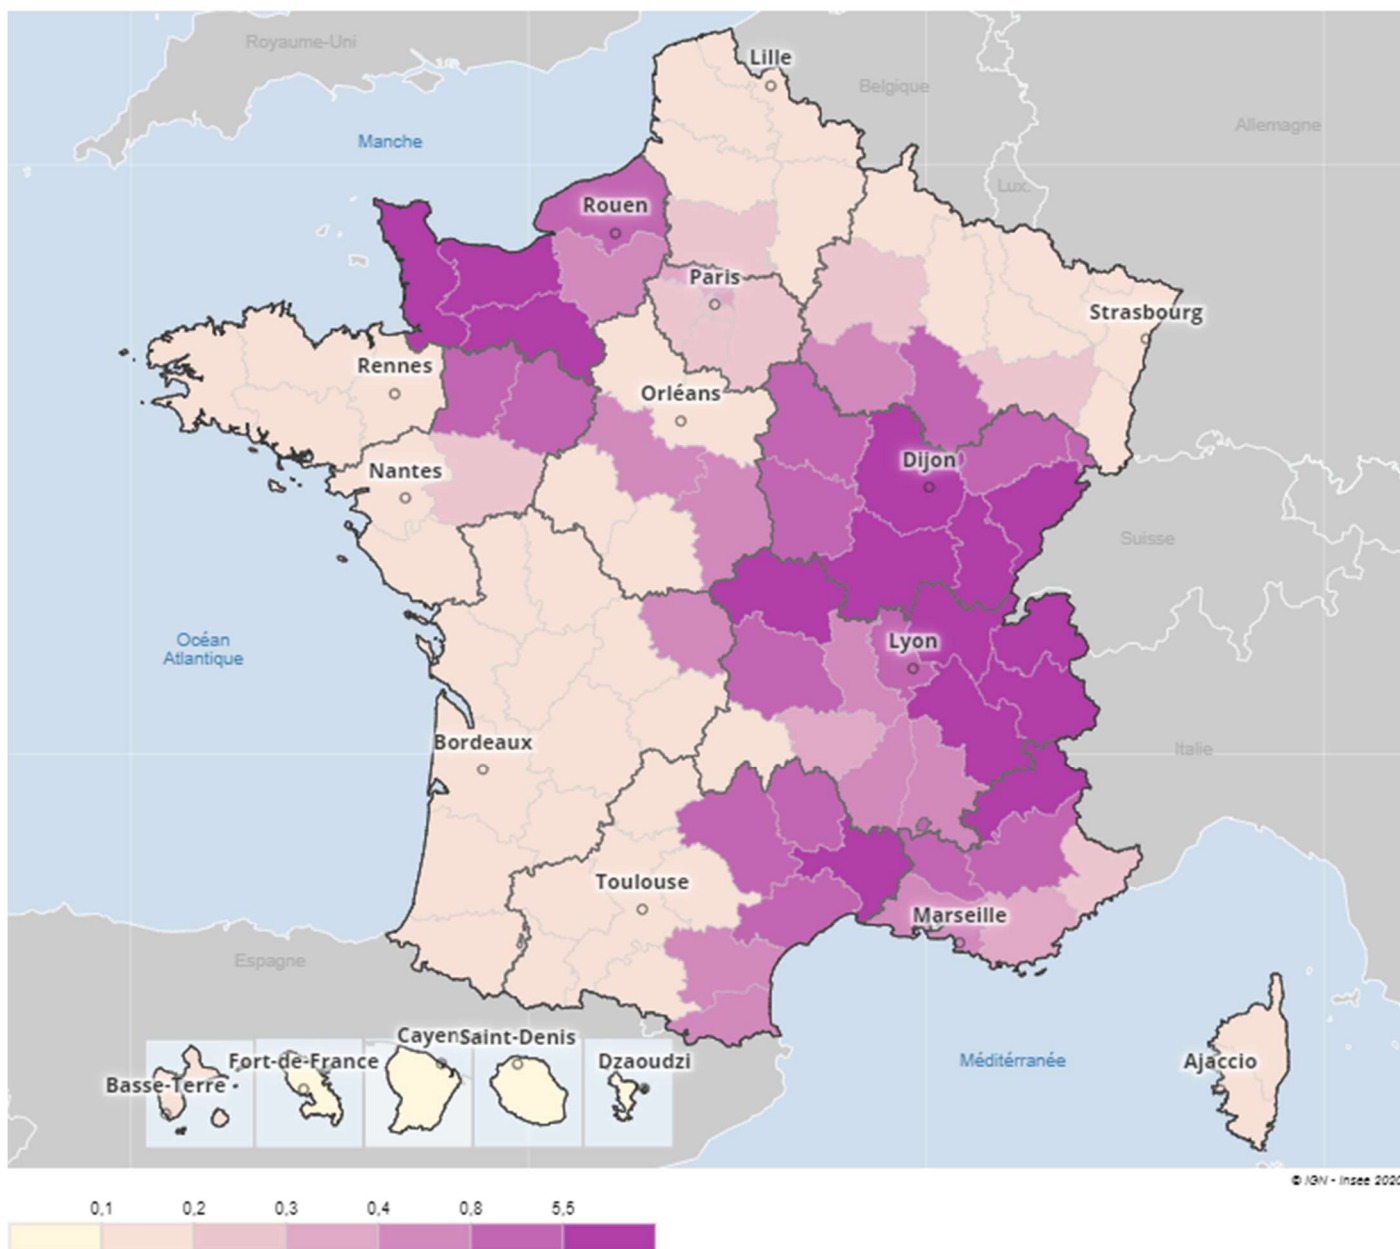 Royaume-Uni
Lille
Belgique
Allemagne
Manche
Lux.
Rouen
Paris
Strasbourg
Rennes
Orléans
Dijon
Nantes
Suisse
Océan
Atlantique
Lyon
Bordeaux
Italie
Toulouse
Marseille
Espagne
Cayen
Saint-Denis
Fort-de-France
Dzaoudzi
Méditérranée
Ajaccio
Basse-Terre
© IGN - Insee 2020
0,1
0,2
0,3
0,4
0,8
5,5